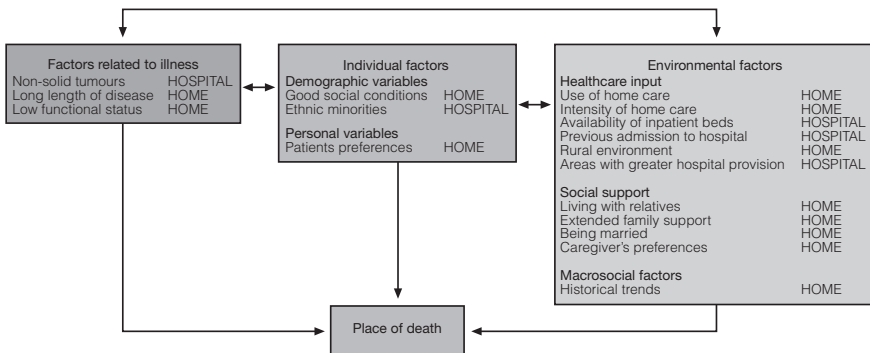 Factors related to illness
Non-solid tumours HOSPITAL
Long length of disease HOME
Low functional status HOME
Individual factors
Demographic variables
Good social conditions HOME
Ethnic minorities HOSPITAL
Personal variables
Patients preferences HOME
Environmental factors
Healthcare input
Use of home care HOME
Intensity of home care HOME
Availability of inpatient beds HOSPITAL
Previous admission to hospital HOSPITAL
Rural environment HOME
Areas with greater hospital provision HOSPITAL
Social support
Living with relatives HOME
Extended family support HOME
Being married HOME
Caregiver's preferences HOME
Macrosocial factors
Historical trends HOME
Place of death